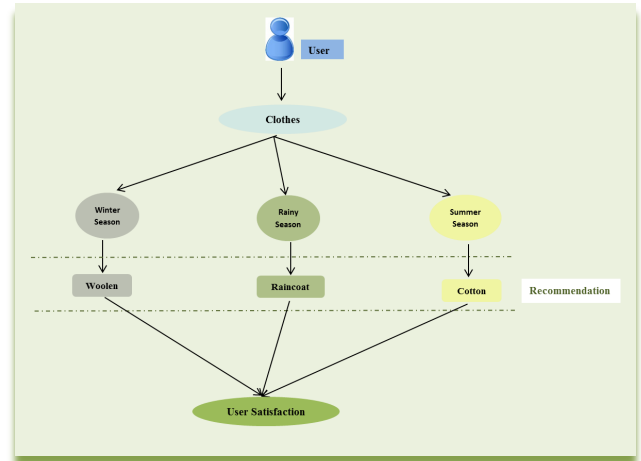 User
Clothes
Winter
Season
Rainy
Season
Summer
Season
Woolen
Raincoat
Cotton
Recommendation
User Satisfaction